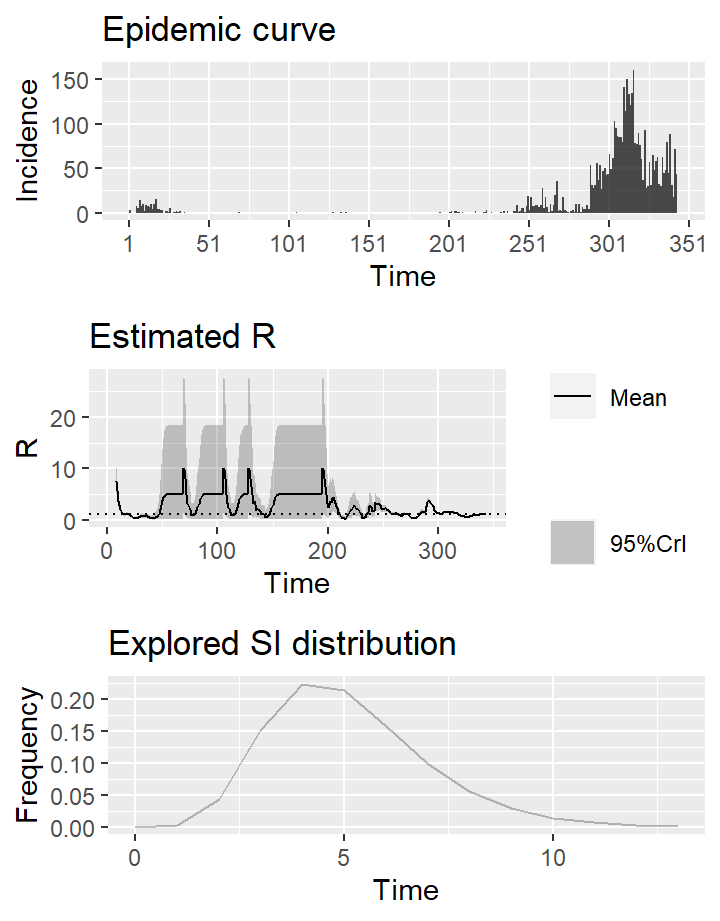 Epidemic curve
Incidence
150
100
50
0
1 51 101 151 201 251 301 351
Time
Estimated R
R
20
10
0
0 100 200 300
Time
Mean
95%CrI
Explored SI distribution
Frequency
0.20
0.15
0.10
0.05
0.00
0 5 10
Time